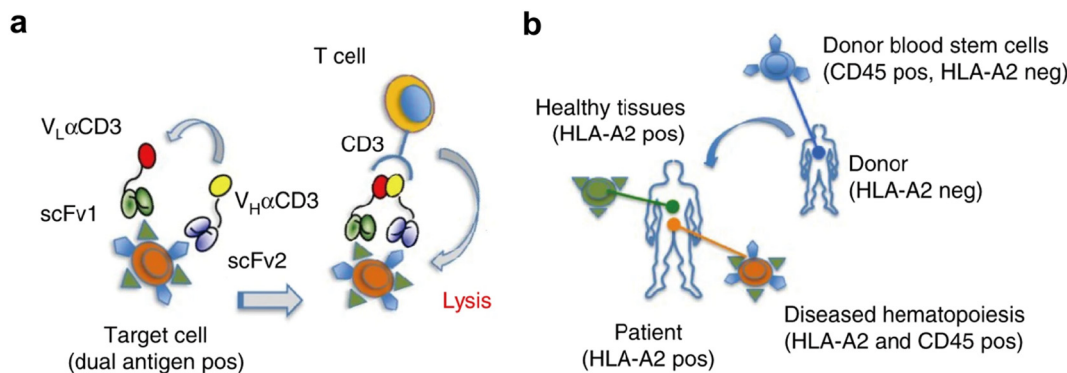 a
T cell
VLαCD3
CD3
VHαCD3
scFv1
scFv2
Lysis
Target cell
(dual antigen pos)
b
Donor blood stem cells
(CD45 pos, HLA-A2 neg)
Healthy tissues
(HLA-A2 pos)
Donor
(HLA-A2 neg)
Patient
(HLA-A2 pos)
Diseased hematopoiesis
(HLA-A2 and CD45 pos)